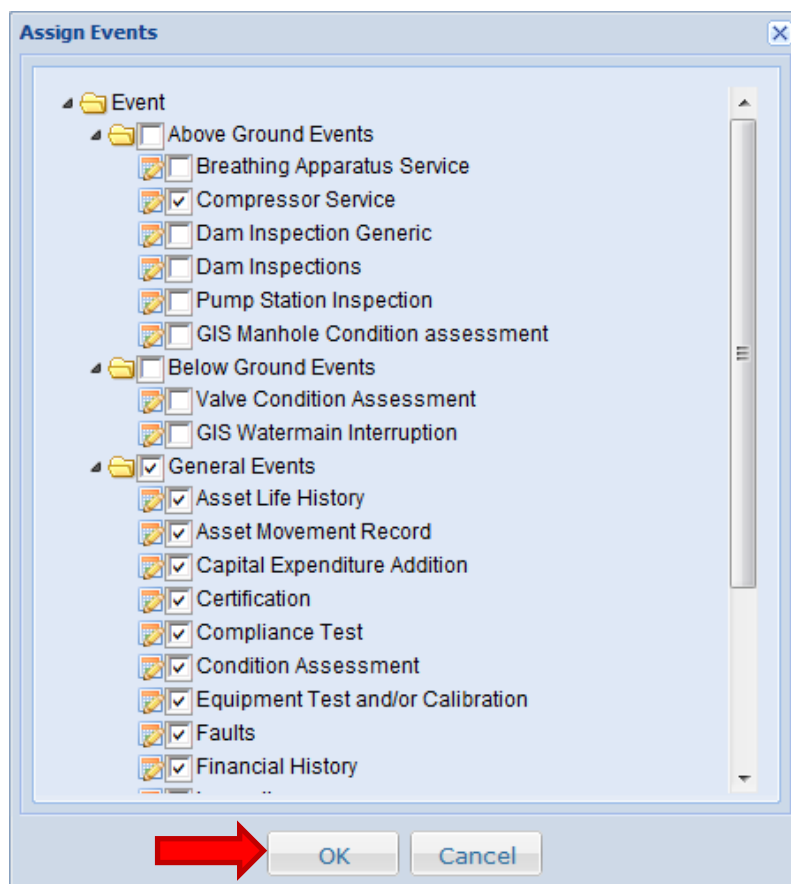 Assign Events
Event
Above Ground Events
Breathing Apparatus Service
Compressor Service
Dam Inspection Generic
Dam Inspections
Pump Station Inspection
GIS Manhole Condition assessment
Below Ground Events
Valve Condition Assessment
GIS Watermain Interruption
General Events
Asset Life History
Asset Movement Record
Capital Expenditure Addition
Certification
Compliance Test
Condition Assessment
Equipment Test and/or Calibration
Faults
Financial History
OK Cancel